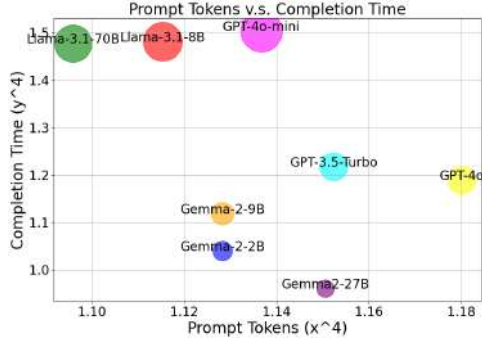 Prompt Tokens v.s. Completion Time
1.5
Llama-3.1-70B
Llama-3.1-8B
GPT-4o-mini
1.4
1.3
GPT-3.5-Turbo
GPT-4o
1.2
Gemma-2-9B
1.1
Gemma-2-2B
1.0
Gemma2-27B
Completion Time (y^4)
1.10
1.12
1.14
1.16
1.18
Prompt Tokens (x^4)